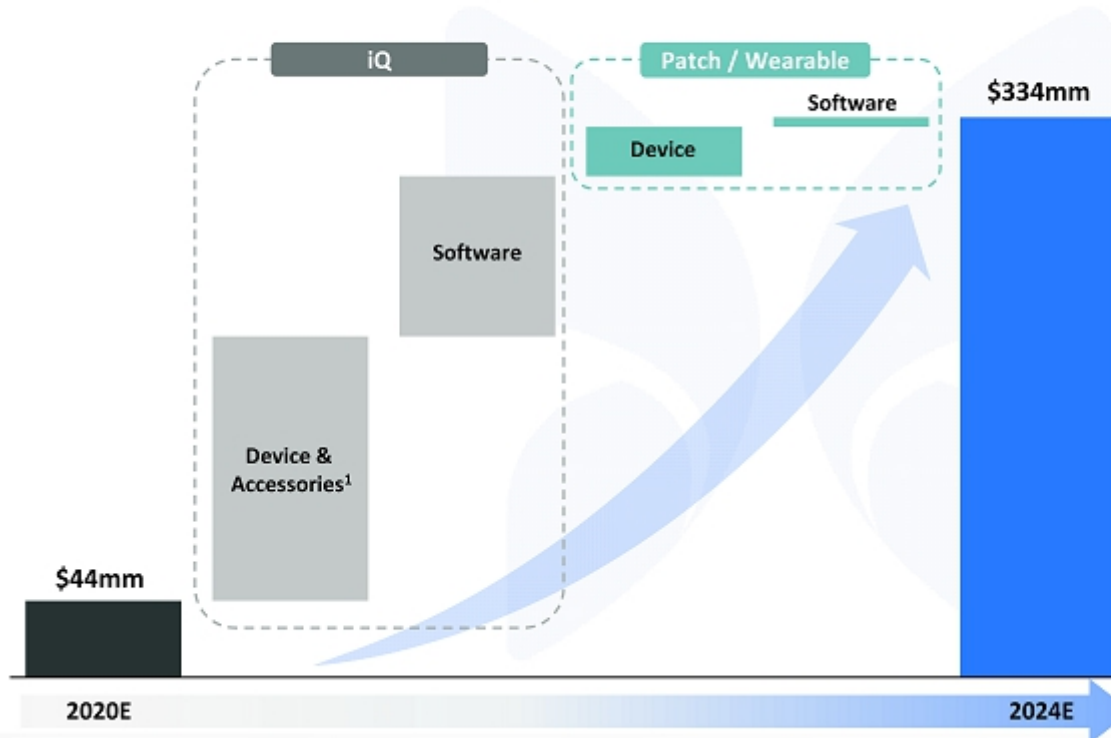 iQ
Patch / Wearable
Software
$334mm
Device
Software
Device &
Accessories¹
$44mm
2020E
2024E